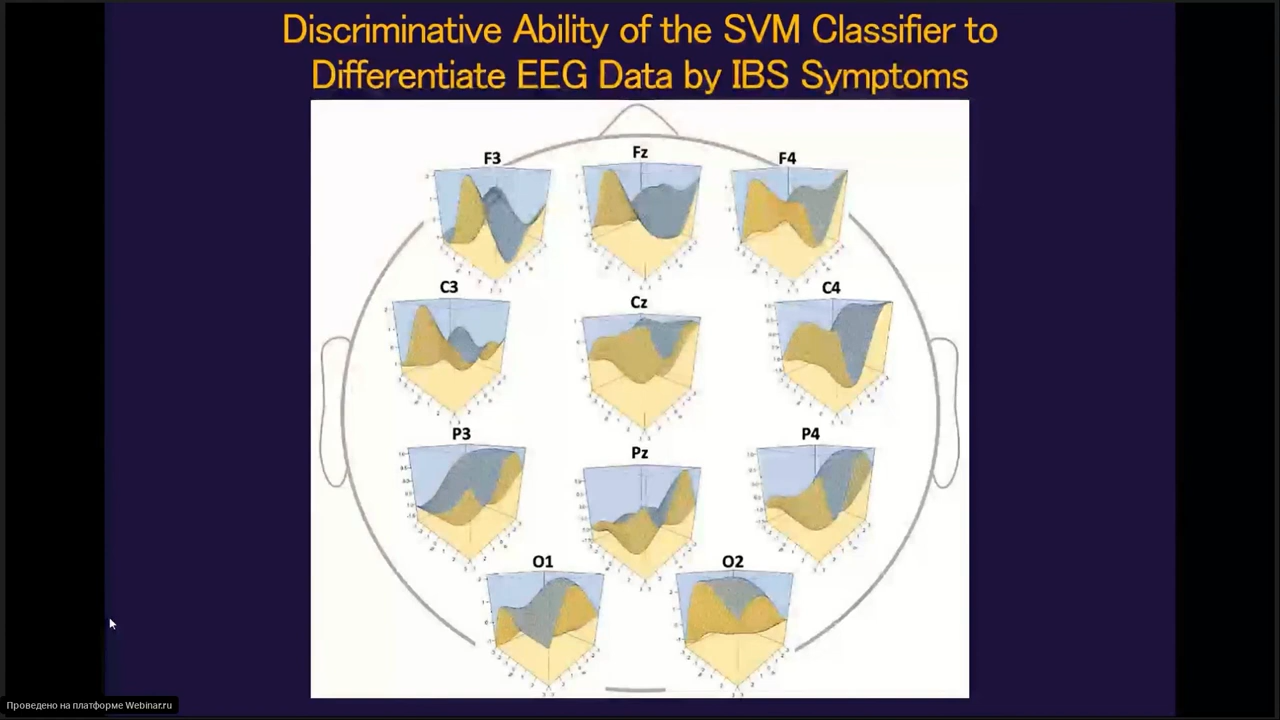 Discriminative Ability of the SVM Classifier to
Differentiate EEG Data by IBS Symptoms
F3
Fz
F4
C3
Cz
C4
P3
Pz
P4
O1
O2
Проведено на платформе Webinar.ru